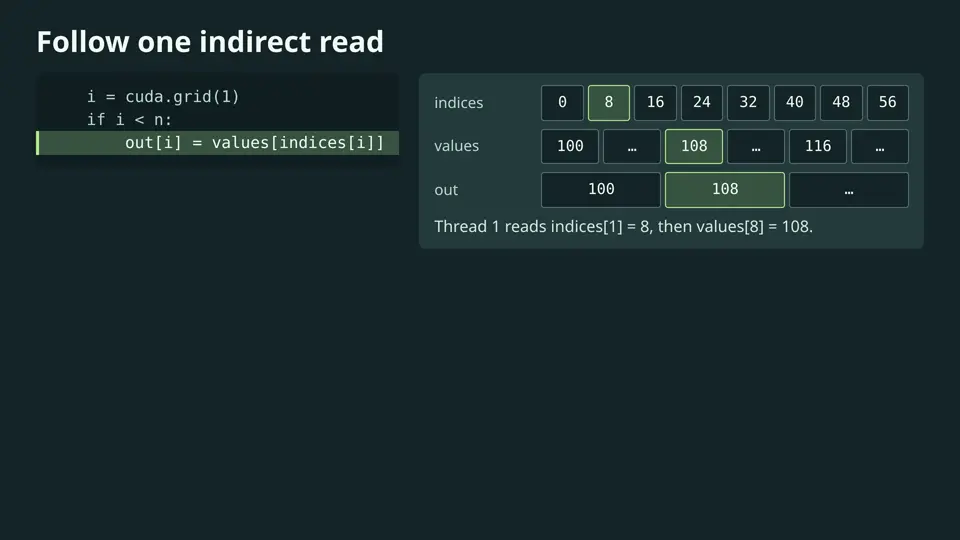 Follow one indirect read
i = cuda.grid(1)
if i < n:
out[i] = values[indices[i]]
indices 0 8 16 24 32 40 48 56
values 100 … 108 … 116 …
out 100 108 …
Thread 1 reads indices[1] = 8, then values[8] = 108.